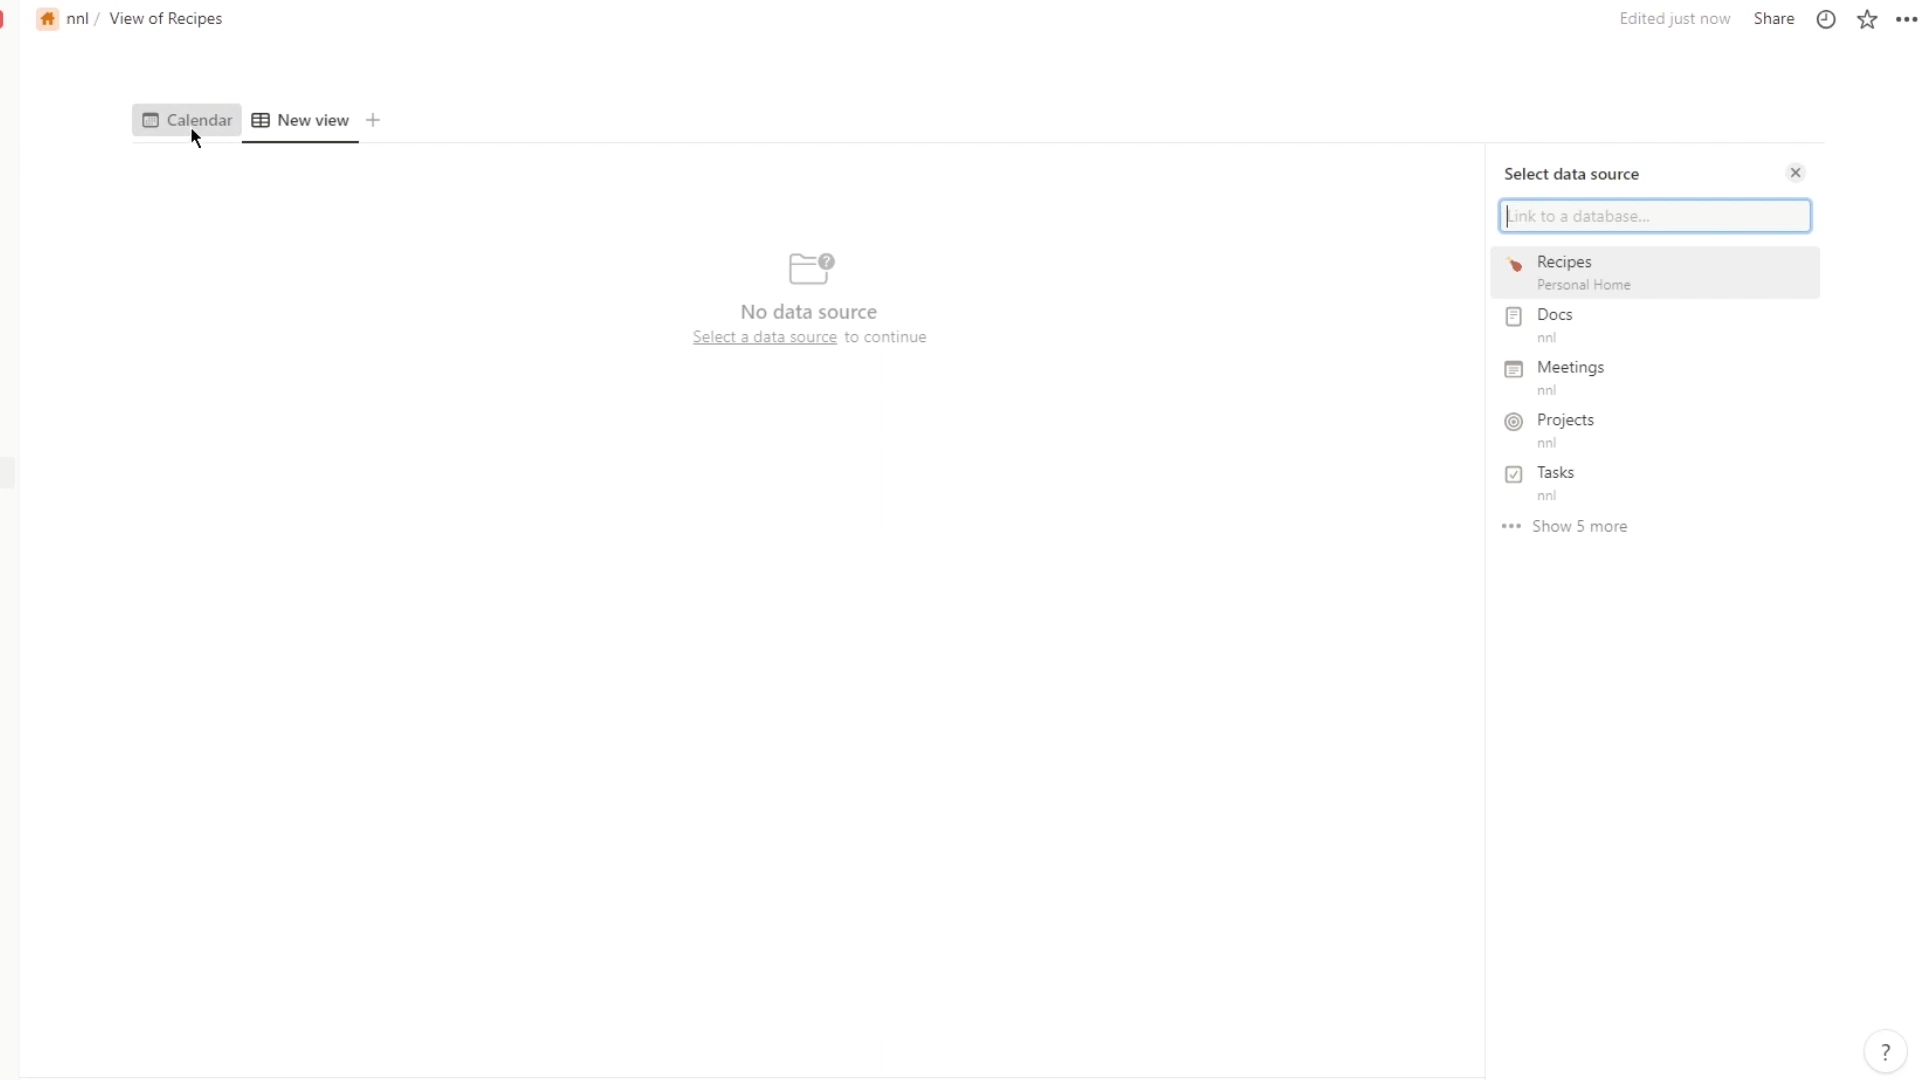 nnl / View of Recipes
Edited just now Share
Calendar New view +
Select data source
Link to a database...
Recipes
Personal Home
Docs
nnl
Meetings
nnl
Projects
nnl
Tasks
nnl
••• Show 5 more
No data source
Select a data source to continue
?